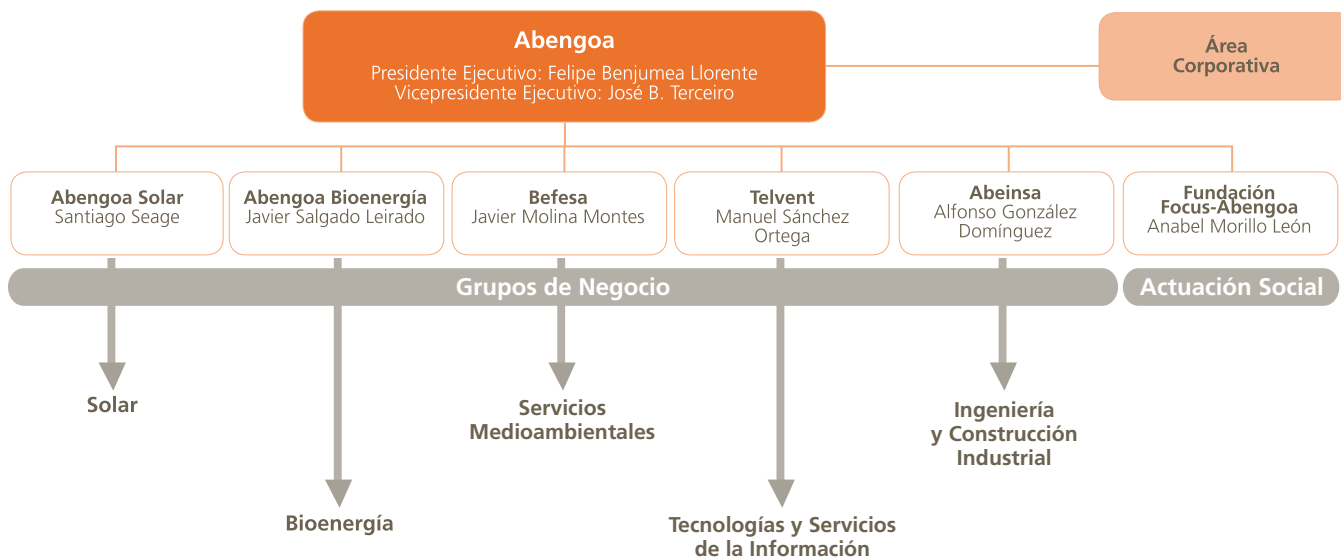 Abengoa
Presidente Ejecutivo: Felipe Benjumea Llorente
Vicepresidente Ejecutivo: José B. Terceiro
Área
Corporativa
Abengoa Solar
Santiago Seage
Abengoa Bioenergía
Javier Salgado Leirado
Befesa
Javier Molina Montes
Telvent
Manuel Sánchez
Ortega
Abeinsa
Alfonso González
Domínguez
Fundación
Focus-Abengoa
Anabel Morillo León
Grupos de Negocio
Actuación Social
Solar
Bioenergía
Servicios
Medioambientales
Tecnologías y Servicios
de la Información
Ingeniería
y Construcción
Industrial